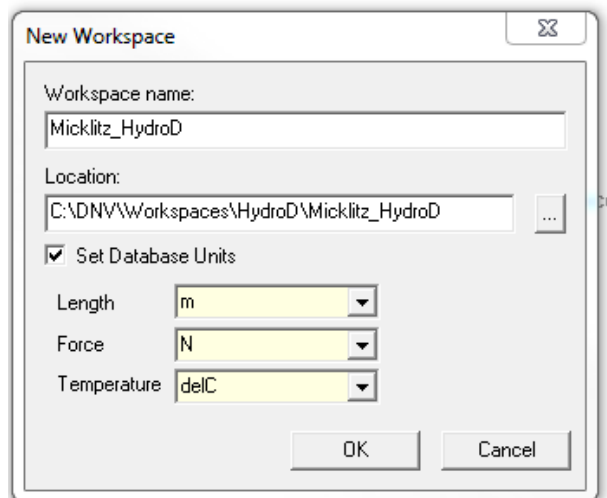 New Workspace
Workspace name:
Micklitz_HydroD
Location:
C:\DNV\Workspaces\HydroD\Micklitz_HydroD
...
Set Database Units
Length m
Force N
Temperature delC
OK Cancel